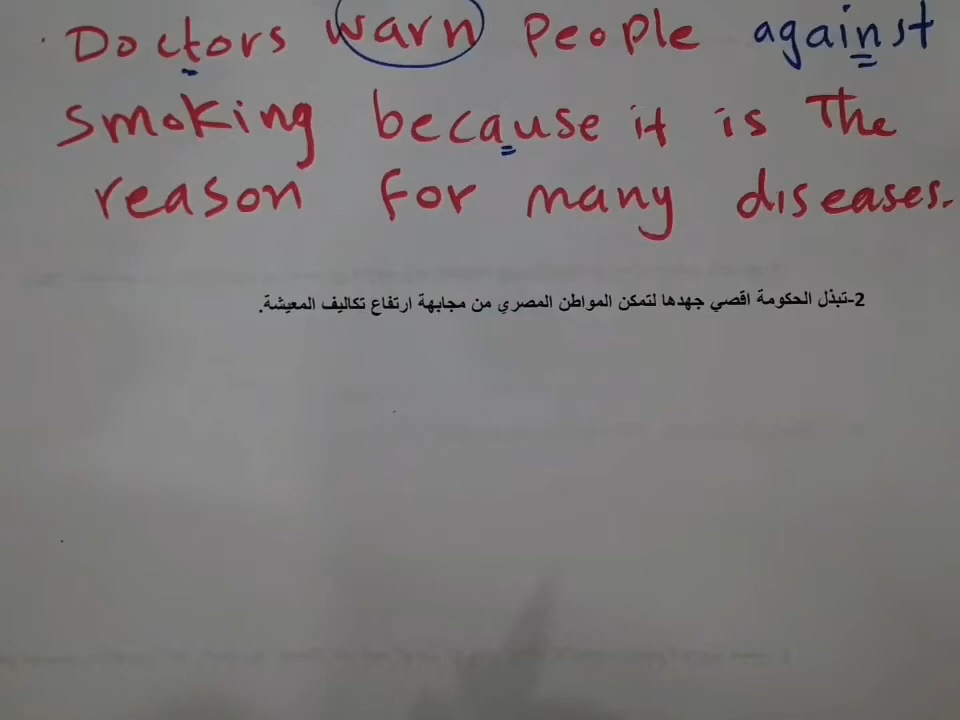 Doctors warn people against
smoking because it is The
reason for many diseases.
2-تبذل الحكومة اقصي جهدها لتمكن المواطن المصري من مجابهة ارتفاع تكاليف المعيشة.